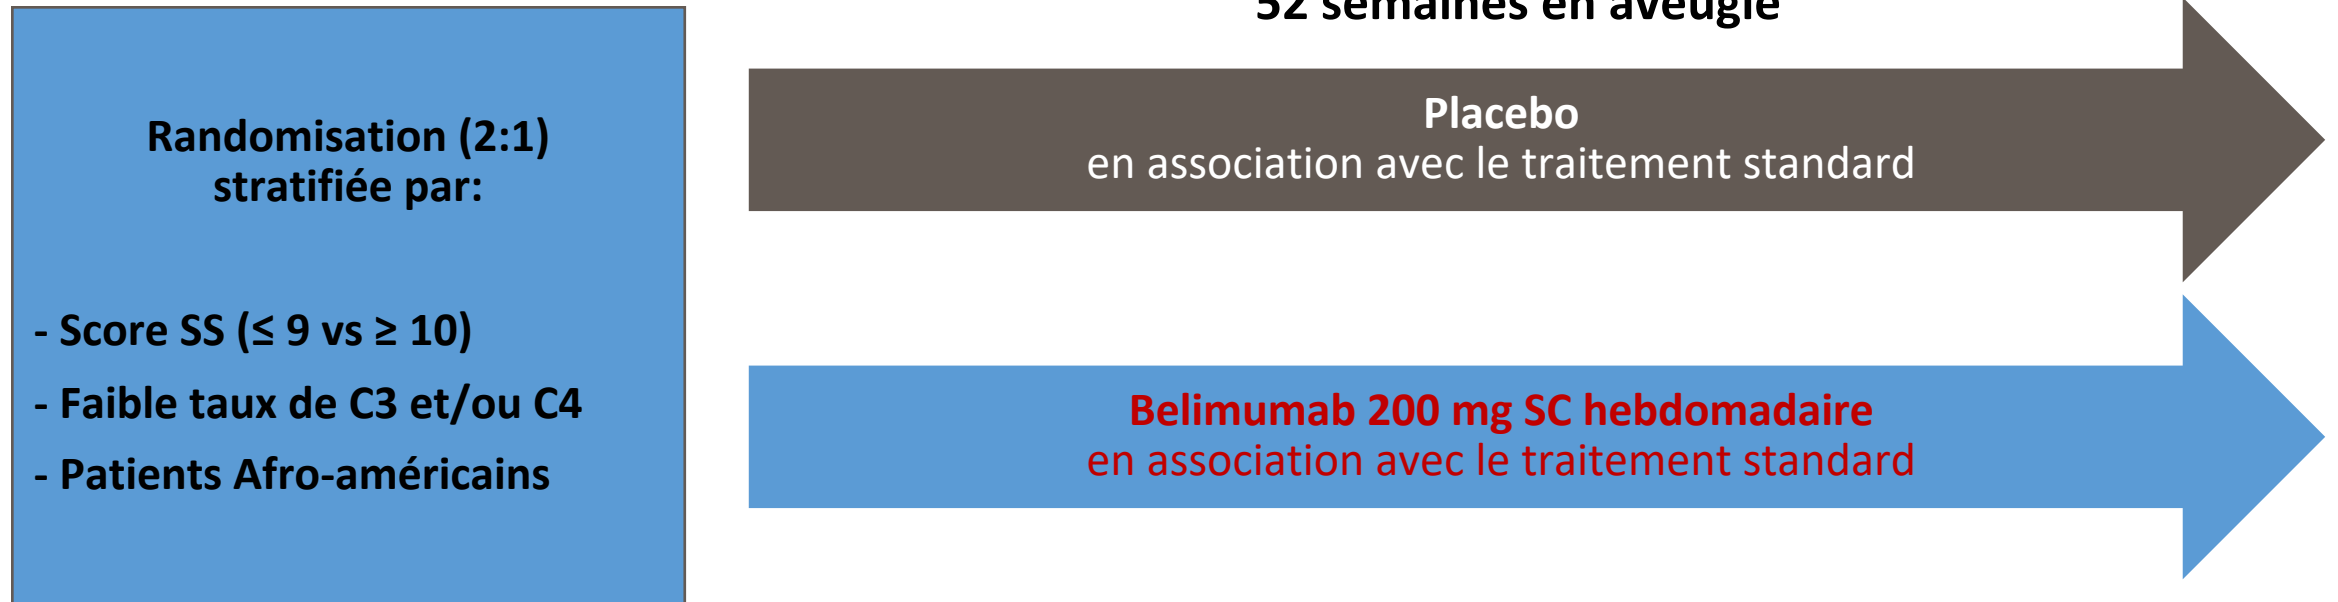 52 semaines en aveugle
Randomisation (2:1)
stratifiée par:
- Score SS (≤ 9 vs ≥ 10)
- Faible taux de C3 et/ou C4
- Patients Afro-américains
Placebo
en association avec le traitement standard
Belimumab 200 mg SC hebdomadaire
en association avec le traitement standard